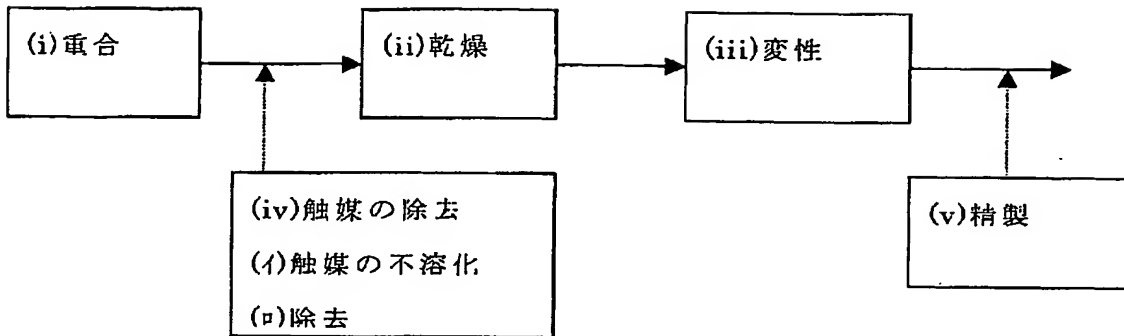 (i)重合
(ii)乾燥
(iii)変性
(iv)触媒の除去
(イ)触媒の不溶化
(ロ)除去
(v)精製